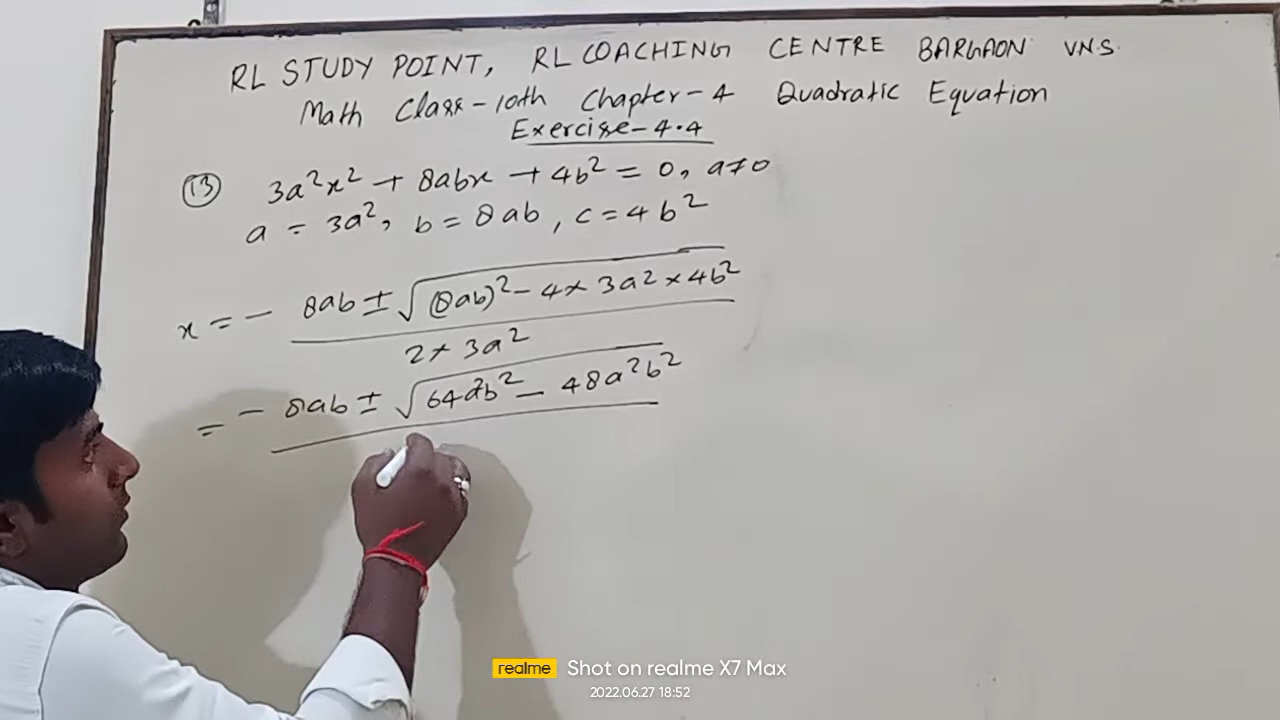 RL STUDY POINT, RL COACHING CENTRE BARGAON VNS.
Math Class-10th Chapter-4 Quadratic Equation
Exercise-4.4
(13) 3a²x² + 8abx + 4b² = 0, a≠0
a = 3a², b = 8ab, c = 4b²
x = - 8ab ± √(8ab)² - 4 × 3a² × 4b²
2 × 3a²
= - 8ab ± √64a²b² - 48a²b²
realme Shot on realme X7 Max
2022.06.27 18:52